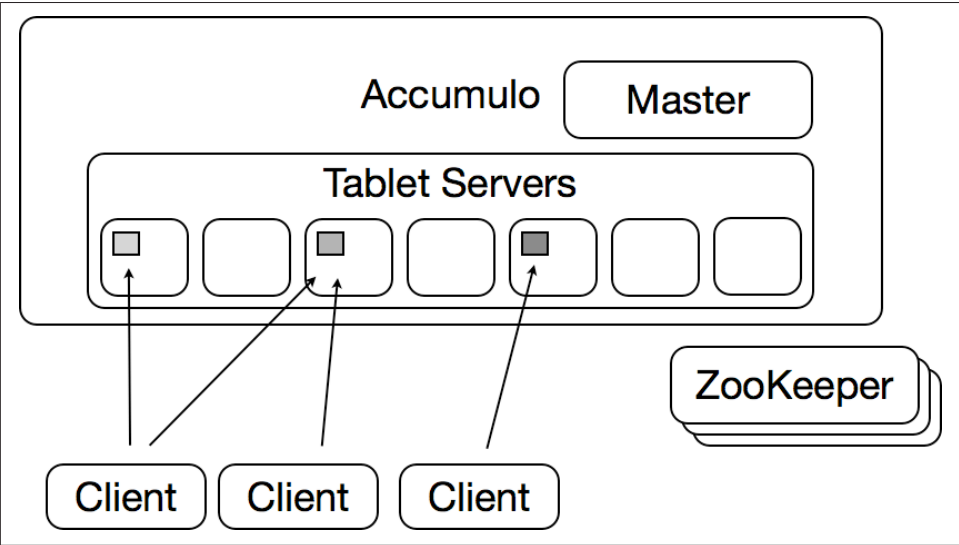 Accumulo
Master
Tablet Servers
ZooKeeper
Client
Client
Client